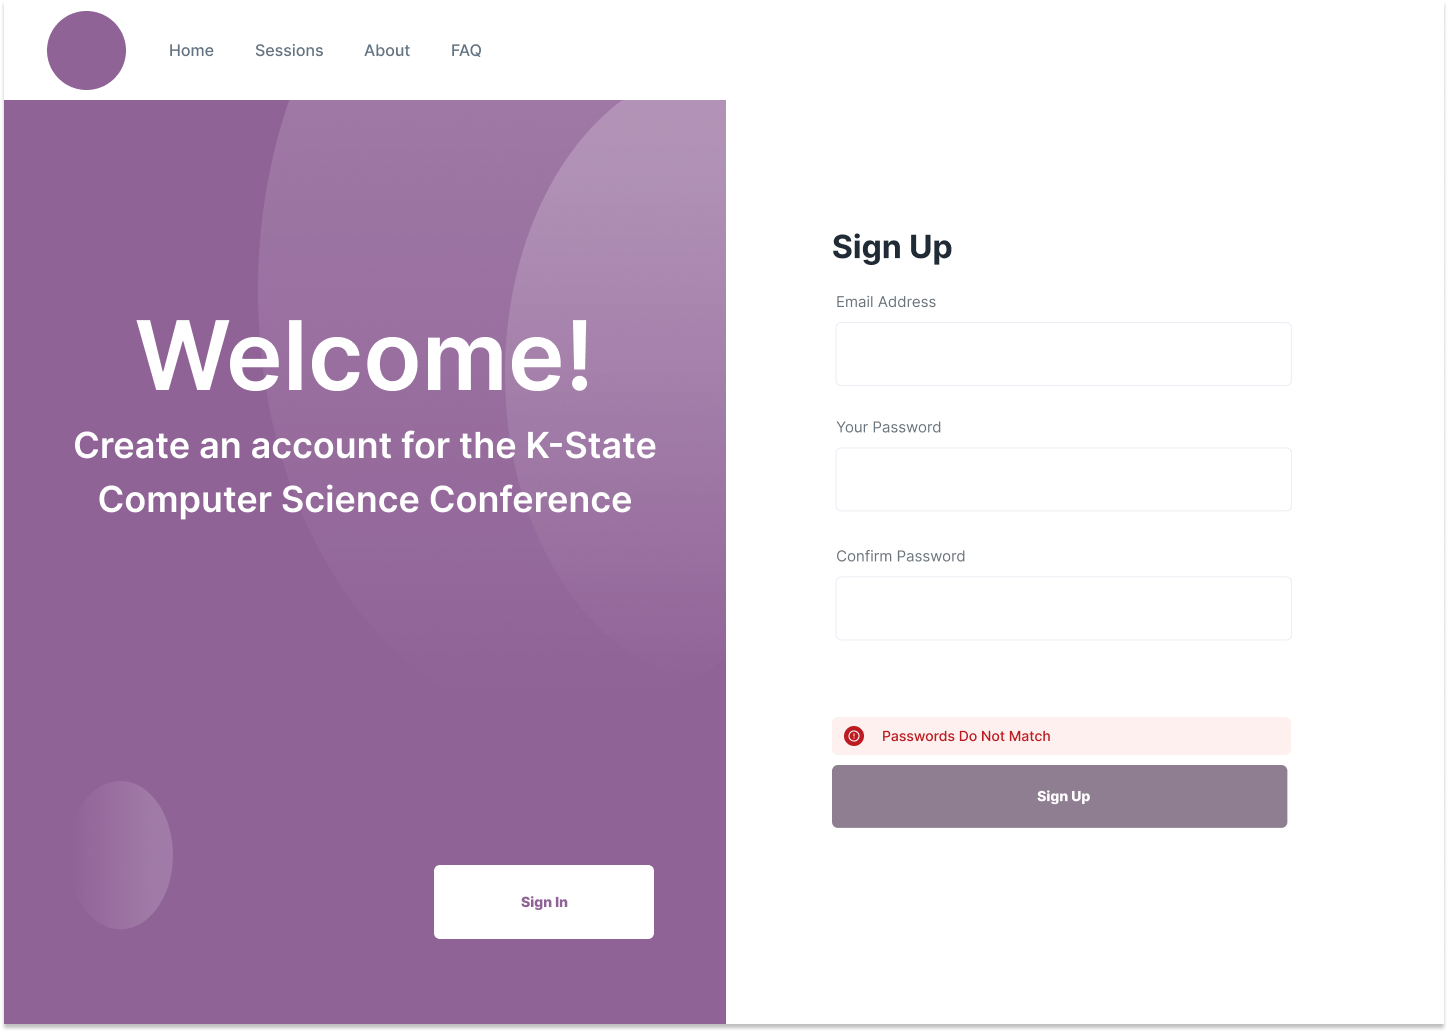 Home Sessions About FAQ
Welcome!
Create an account for the K-State
Computer Science Conference
Sign In
Sign Up
Email Address
Your Password
Confirm Password
Passwords Do Not Match
Sign Up